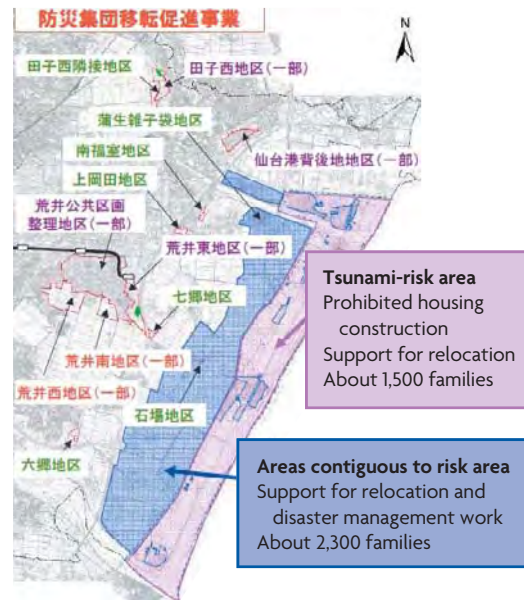 防災集団移転促進事業
N
田子西隣接地区
田子西地区(一部)
蒲生雑子袋地区
南福室地区
仙台港背後地地区(一部)
上岡田地区
荒井公共区画
整理地区(一部)
荒井東地区(一部)
七郷地区
荒井南地区(一部)
荒井西地区(一部)
石場地区
六郷地区
Tsunami-risk area
Prohibited housing
construction
Support for relocation
About 1,500 families
Areas contiguous to risk area
Support for relocation and
disaster management work
About 2,300 families